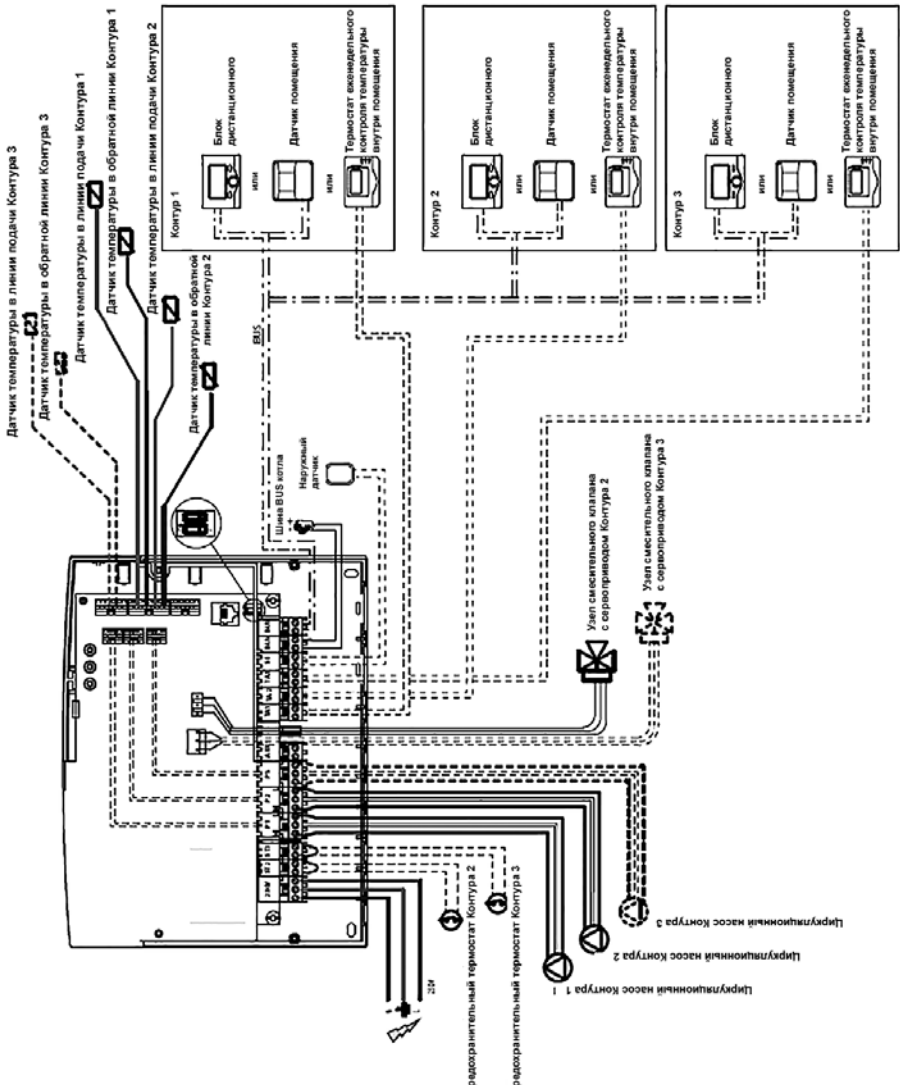 Датчик температуры в линии подачи Контура 3
Датчик температуры в обратной линии Контура 3
Датчик температуры в линии подачи Контура 1
Датчик температуры в обратной линии Контура 1
Датчик температуры в линии подачи Контура 2
Датчик температуры в обратной
линии Контура 2
Контур 1
Блок
дистанционного
или
Датчик помещения
или
Термостат еженедельного
контроля температуры
внутри помещения
Контур 2
Блок
дистанционного
или
Датчик помещения
или
Термостат еженедельного
контроля температуры
внутри помещения
Контур 3
Блок
дистанционного
или
Датчик помещения
или
Термостат еженедельного
контроля температуры
внутри помещения
BUS
Шина BUS котла
Наружный
датчик
Узел смесительного клапана
с сервоприводом Контура 2
Узел смесительного клапана
с сервоприводом Контура 3
редохранительный термостат Контура 2
редохранительный термостат Контура 3
Циркуляционный насос Контура 1
Циркуляционный насос Контура 2
Циркуляционный насос Контура 3